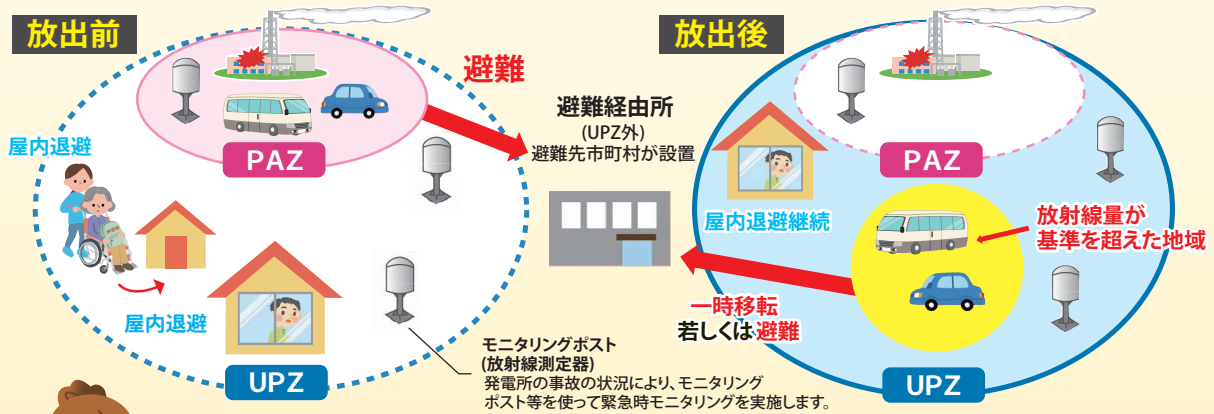 放出前
避難
屋内退避
PAZ
屋内退避
UPZ
モニタリングポスト
(放射線測定器)
発電所の事故の状況により、モニタリング
ポスト等を使って緊急時モニタリングを実施します。
避難経由所
(UPZ外)
避難先市町村が設置
放出後
PAZ
屋内退避継続
放射線量が
基準を超えた地域
一時移転
若しくは避難
UPZ